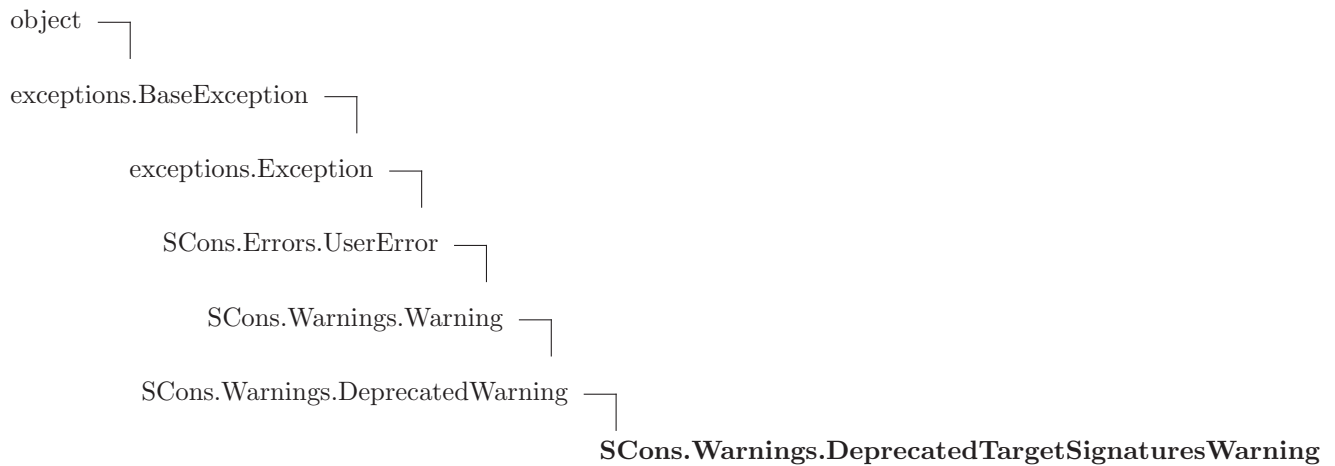 object
exceptions.BaseException
exceptions.Exception
SCons.Errors.UserError
SCons.Warnings.Warning
SCons.Warnings.DeprecatedWarning
SCons.Warnings.DeprecatedTargetSignaturesWarning